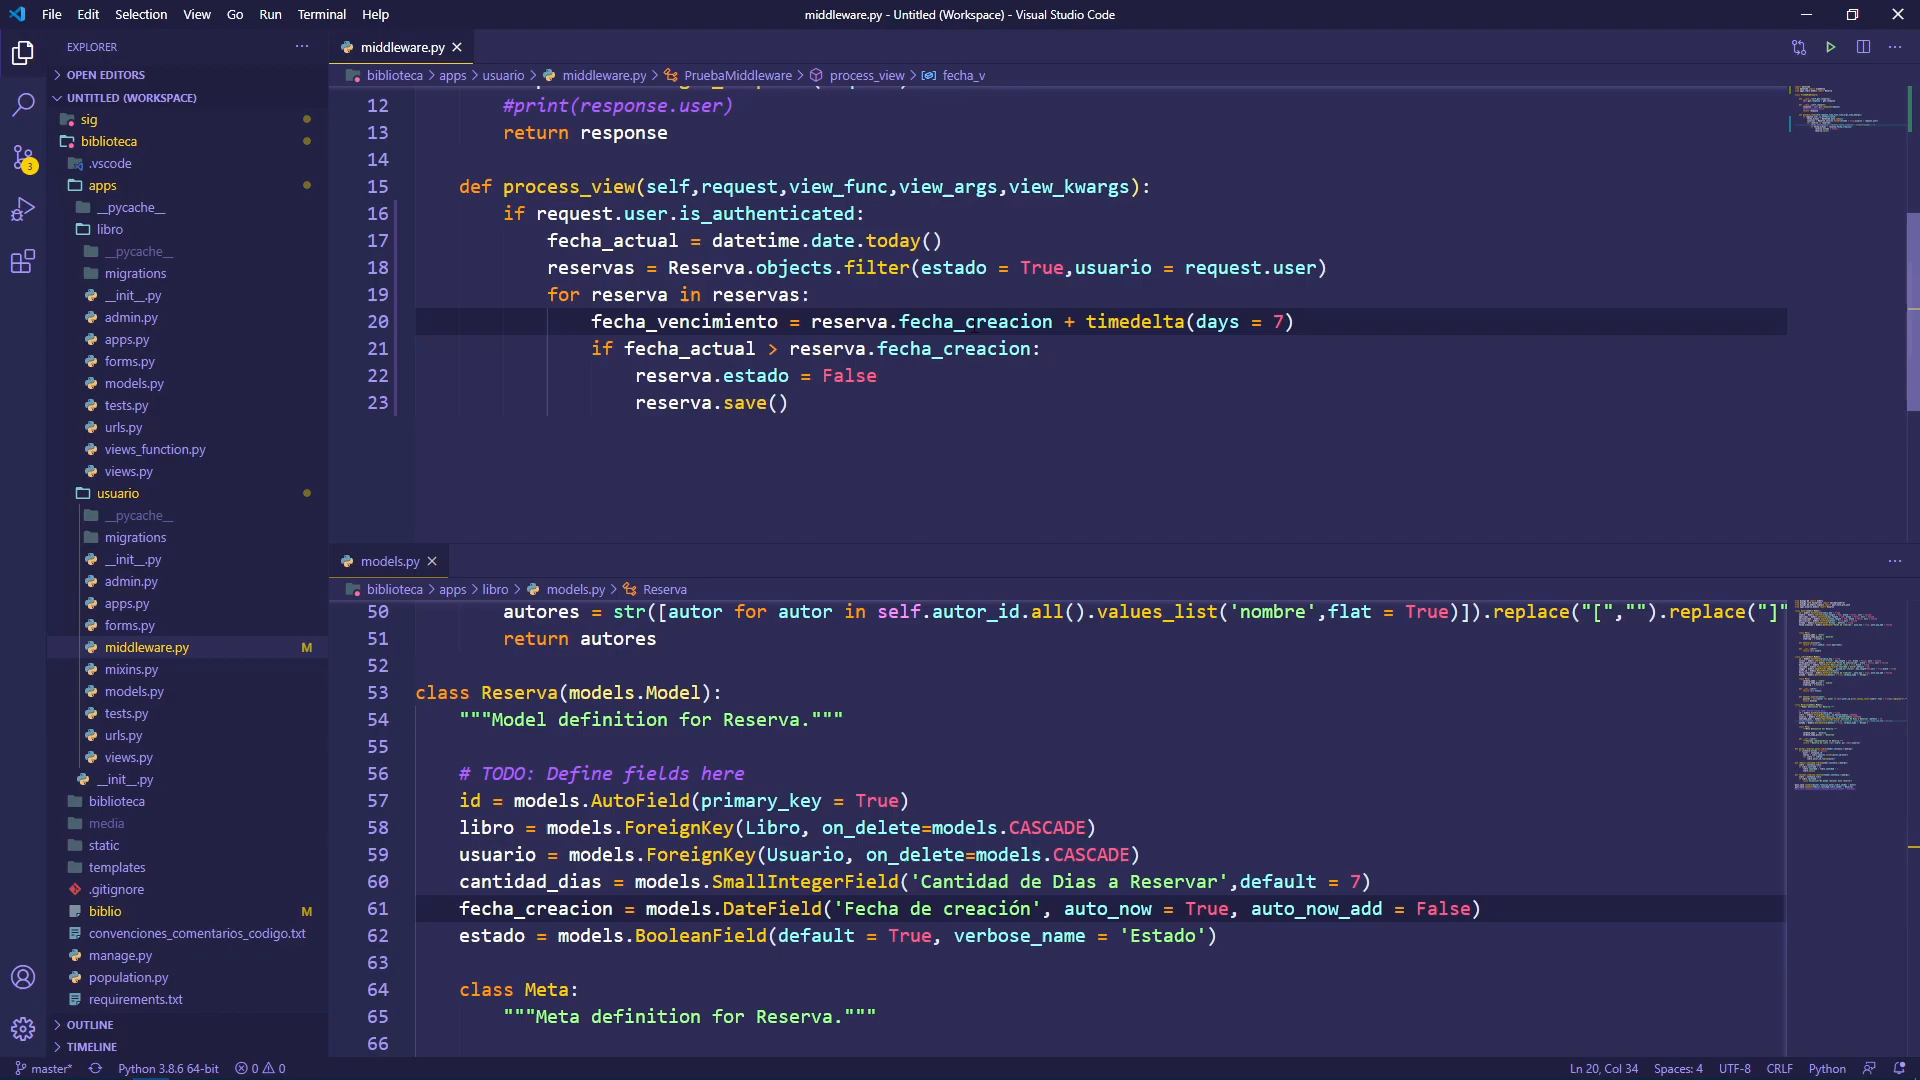 File Edit Selection View Go Run Terminal Help
middleware.py - Untitled (Workspace) - Visual Studio Code
EXPLORER
OPEN EDITORS
UNTITLED (WORKSPACE)
sig
biblioteca
.vscode
apps
__pycache__
libro
__pycache__
migrations
__init__.py
admin.py
apps.py
forms.py
models.py
tests.py
urls.py
views_function.py
views.py
usuario
__pycache__
migrations
__init__.py
admin.py
apps.py
forms.py
middleware.py M
mixins.py
models.py
tests.py
urls.py
views.py
__init__.py
biblioteca
media
static
templates
.gitignore
biblio M
convenciones_comentarios_codigo.txt
manage.py
population.py
requirements.txt
OUTLINE
TIMELINE
3
middleware.py
biblioteca > apps > usuario > middleware.py > PruebaMiddleware > process_view > fecha_v
12 #print(response.user)
13 return response
14
15 def process_view(self,request,view_func,view_args,view_kwargs):
16 if request.user.is_authenticated:
17 fecha_actual = datetime.date.today()
18 reservas = Reserva.objects.filter(estado = True,usuario = request.user)
19 for reserva in reservas:
20 fecha_vencimiento = reserva.fecha_creacion + timedelta(days = 7)
21 if fecha_actual > reserva.fecha_creacion:
22 reserva.estado = False
23 reserva.save()
models.py
biblioteca > apps > libro > models.py > Reserva
50 autores = str([autor for autor in self.autor_id.all().values_list('nombre',flat = True)]).replace("[","").replace("]"
51 return autores
52
53 class Reserva(models.Model):
54 """Model definition for Reserva."""
55
56 # TODO: Define fields here
57 id = models.AutoField(primary_key = True)
58 libro = models.ForeignKey(Libro, on_delete=models.CASCADE)
59 usuario = models.ForeignKey(Usuario, on_delete=models.CASCADE)
60 cantidad_dias = models.SmallIntegerField('Cantidad de Dias a Reservar',default = 7)
61 fecha_creacion = models.DateField('Fecha de creación', auto_now = True, auto_now_add = False)
62 estado = models.BooleanField(default = True, verbose_name = 'Estado')
63
64 class Meta:
65 """Meta definition for Reserva."""
66
master* Python 3.8.6 64-bit 0 0 Ln 20, Col 34 Spaces: 4 UTF-8 CRLF Python